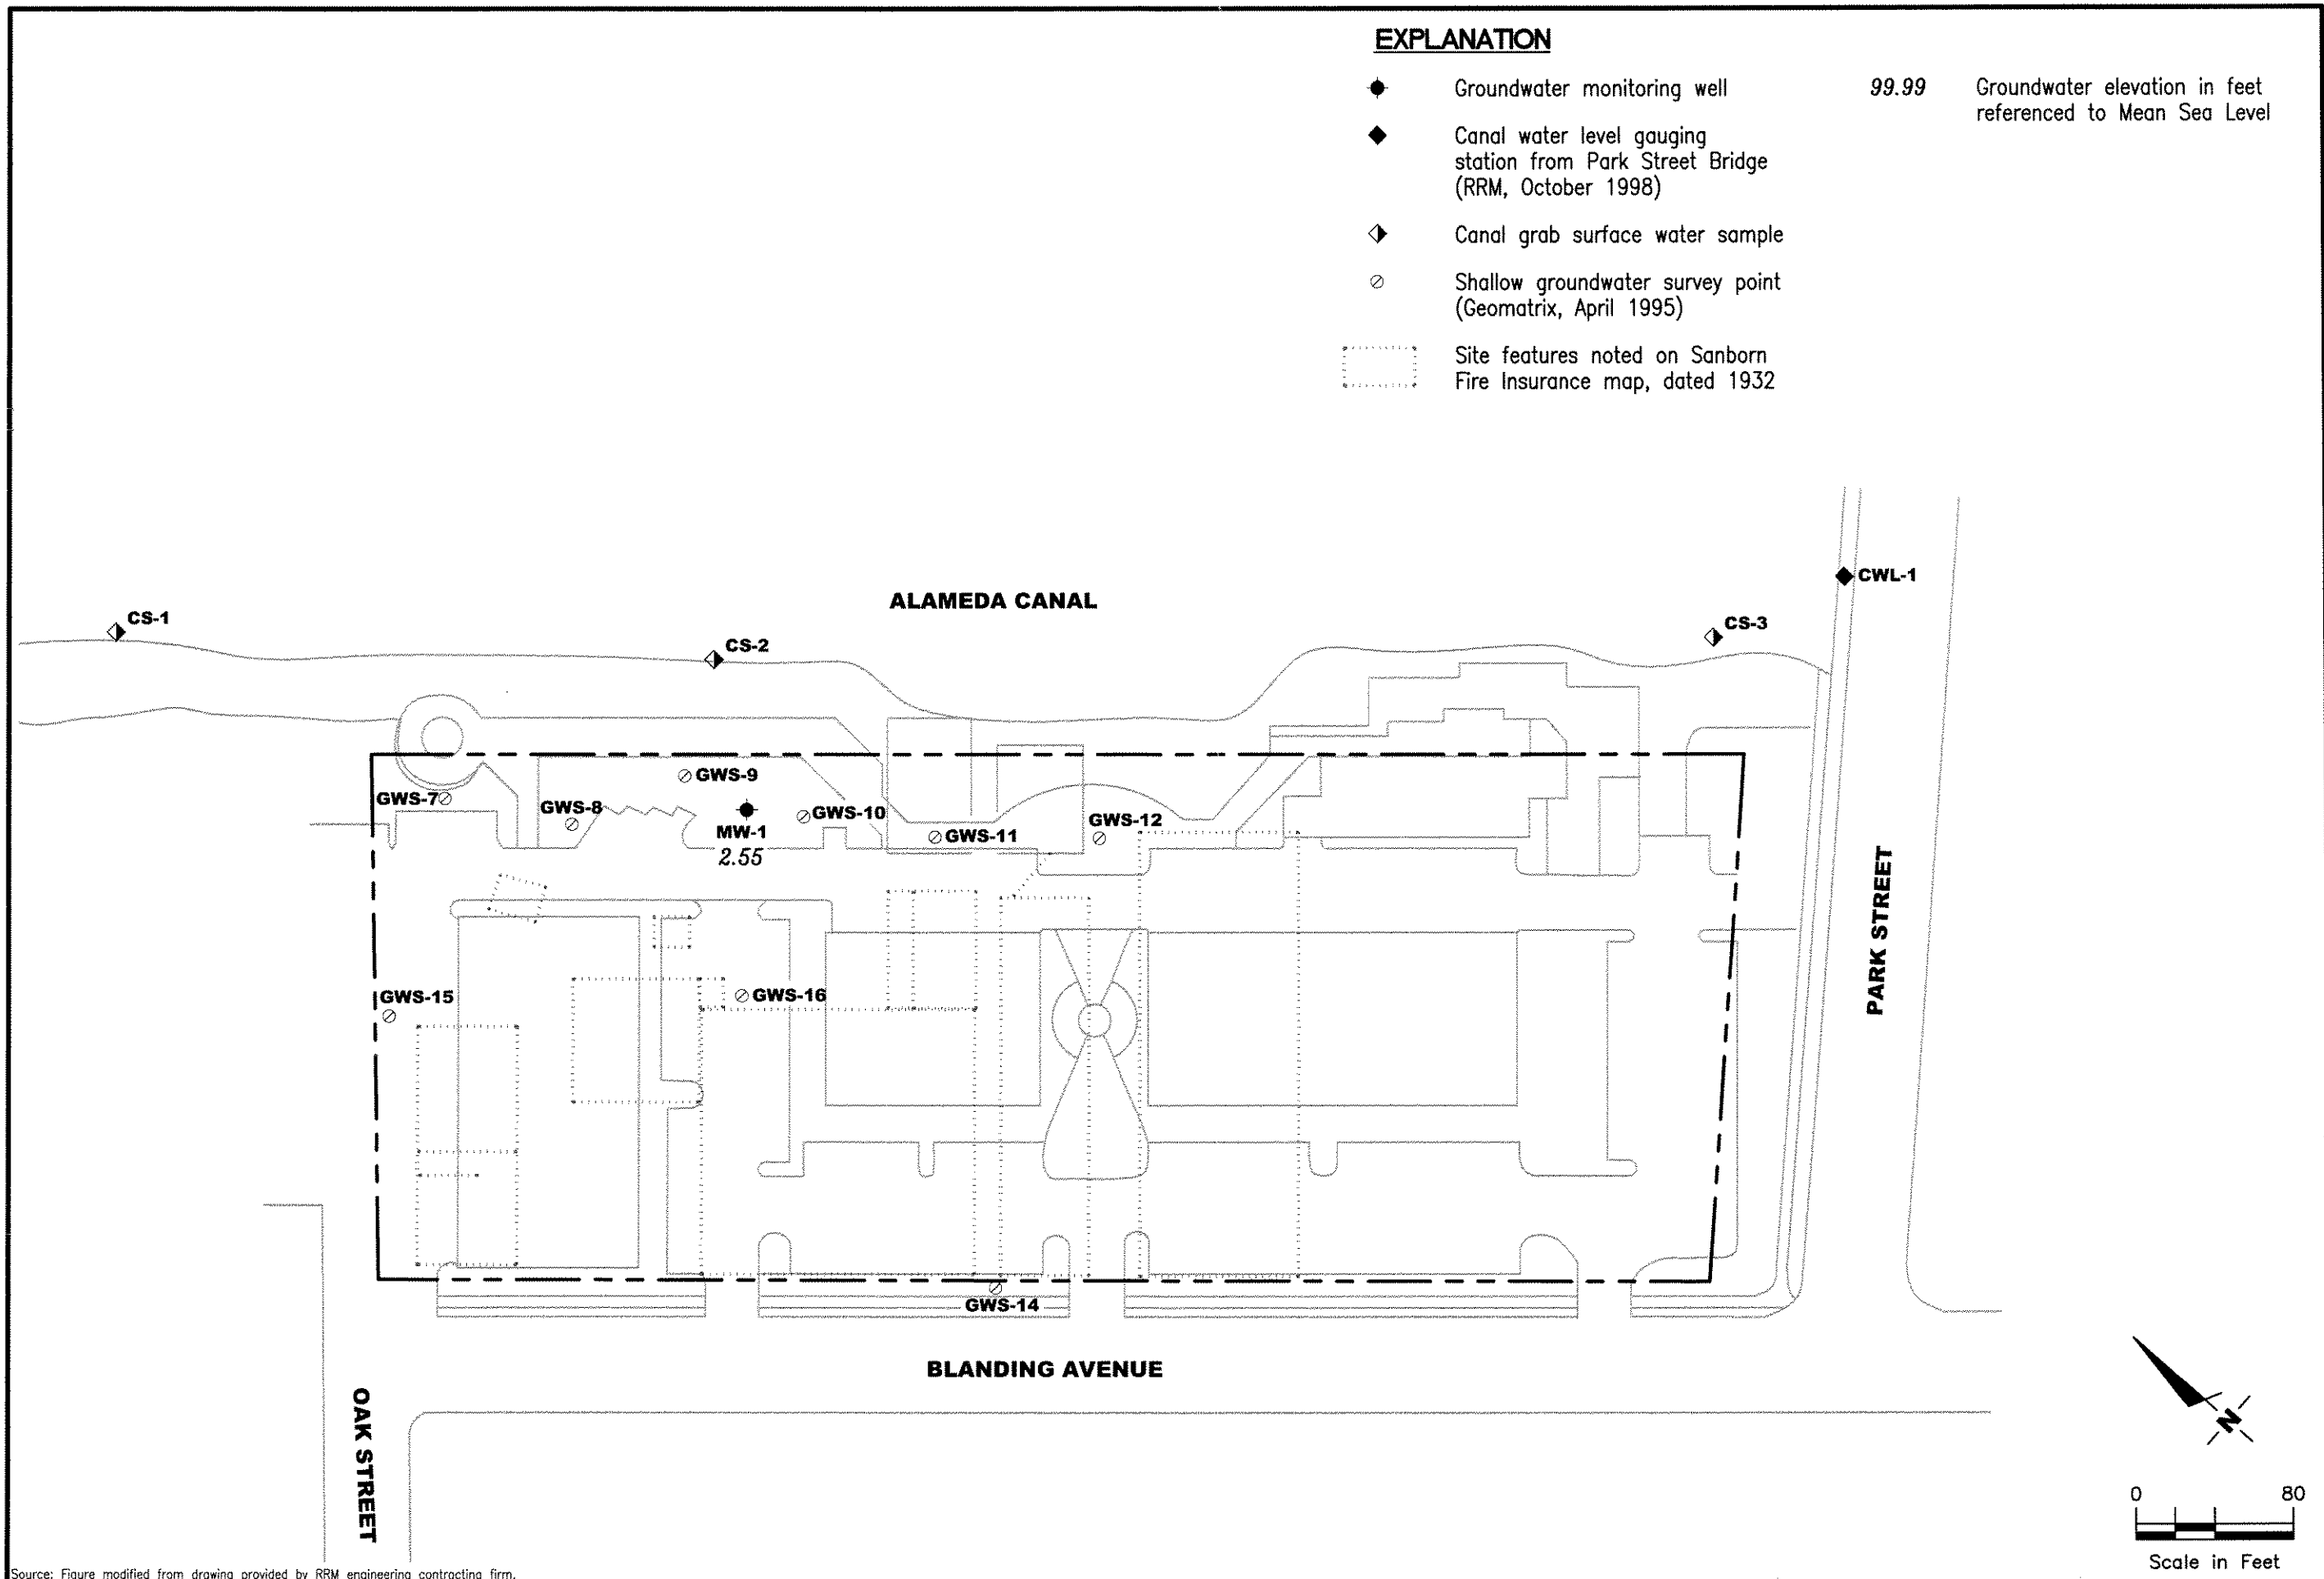 EXPLANATION
Groundwater monitoring well
Canal water level gauging
station from Park Street Bridge
(RRM, October 1998)
Canal grab surface water sample
Shallow groundwater survey point
(Geomatrix, April 1995)
Site features noted on Sanborn
Fire Insurance map, dated 1932
99.99
Groundwater elevation in feet
referenced to Mean Sea Level
CWL-1
ALAMEDA CANAL
CS-1
CS-2
CS-3
GWS-7
GWS-8
GWS-9
MW-1
2.55
GWS-10
GWS-11
GWS-12
PARK STREET
GWS-15
GWS-16
GWS-14
BLANDING AVENUE
OAK STREET
N
0 80
Scale in Feet
Source: Figure modified from drawing provided by RRM engineering contracting firm.